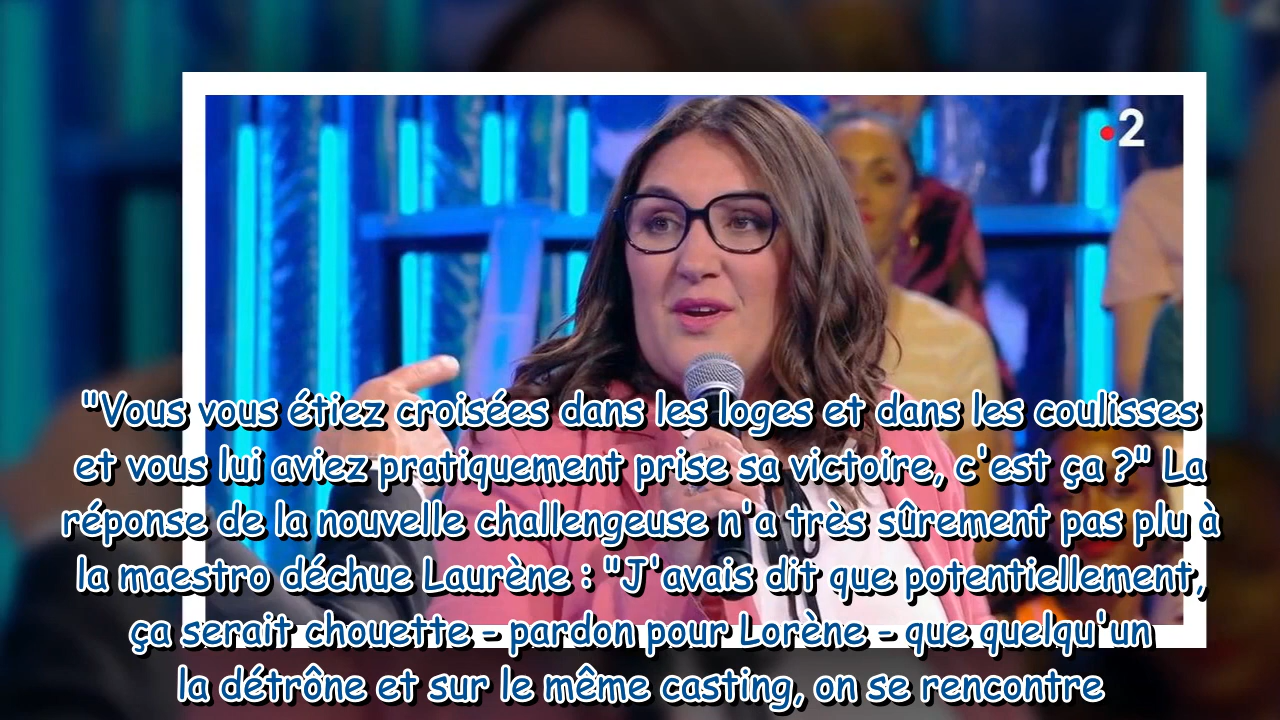 2
"Vous vous étiez croisées dans les loges et dans les coulisses
et vous lui aviez pratiquement prise sa victoire, c'est ça ?" La
réponse de la nouvelle challengeuse n'a très sûrement pas plu à
la maestro déchue Laurène : "J'avais dit que potentiellement,
ça serait chouette - pardon pour Lorène - que quelqu'un
la détrône et sur le même casting, on se rencontre